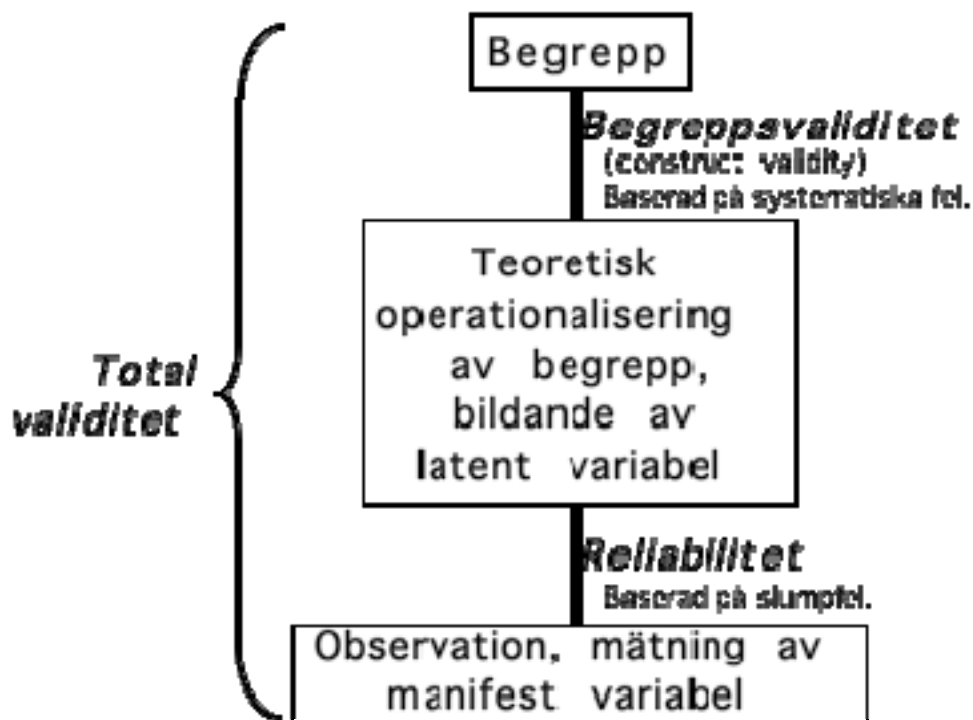 Begrepp
Begreppsvaliditet
(construct validity)
Baserad på systematiska fel.
Teoretisk
operationalisering
av begrepp,
bildande av
latent variabel
Total
validitet
Reliabilitet
Baserad på slumpfel.
Observation, mätning av
manifest variabel